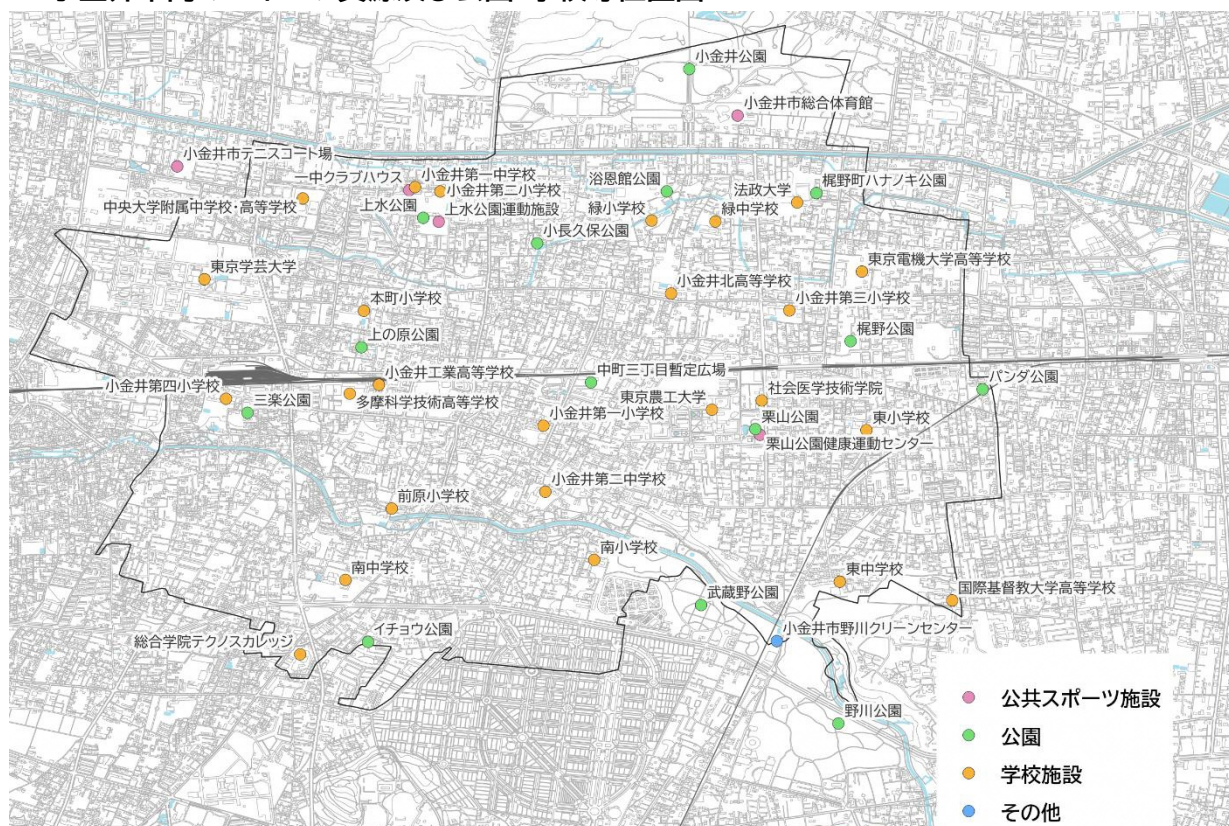 小金井公園
小金井市総合体育館
小金井市テニスコート場
一中クラブハウス
小金井第一中学校
小金井第二小学校
中央大学附属中学校・高等学校
上水公園
上水公園運動施設
浴恩館公園
法政大学
梶野町ハナノキ公園
緑小学校
緑中学校
小長久保公園
東京学芸大学
東京電機大学高等学校
小金井北高等学校
本町小学校
小金井第三小学校
上の原公園
梶野公園
小金井第四小学校
小金井工業高等学校
中町三丁目暫定広場
社会医学技術学院
パンダ公園
三楽公園
多摩科学技術高等学校
東京農工大学
小金井第一小学校
栗山公園
東小学校
栗山公園健康運動センター
小金井第二中学校
前原小学校
南小学校
南中学校
東中学校
国際基督教大学高等学校
武蔵野公園
総合学院テクノスカレッジ
イチョウ公園
小金井市野川クリーンセンター
野川公園
公共スポーツ施設
公園
学校施設
その他